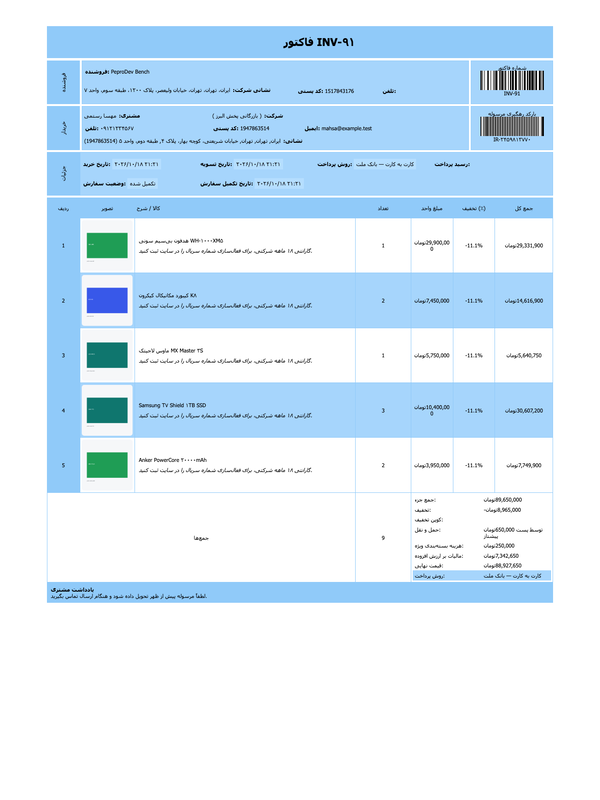 فاکتور INV-۹۱
فروشنده
فروشنده: PeproDev Bench
نشانی شرکت: ایران، تهران، تهران، خیابان ولیعصر، پلاک ۱۲۰۰، طبقه سوم، واحد ۷
کد پستی: 1517843176
تلفن:
شماره فاکتور
INV-91
خریدار
مشتری: مهسا رستمی
شرکت: ( بازرگانی پخش البرز )
تلفن: ۰۹۱۲۱۲۳۴۵۶۷
کد پستی: 1947863514
ایمیل: mahsa@example.test
نشانی: ایران، تهران، تهران، خیابان شریعتی، کوچه بهار، پلاک ۴، طبقه دوم، واحد ۵ (1947863514)
بارکد رهگیری مرسوله
IR-۲۲۵۹۸۱۳۷۷۰
جزئیات
تاریخ خرید: ۲۰۲۶/۱۰/۱۸ ۲۱:۲۱
تاریخ تسویه: ۲۰۲۶/۱۰/۱۸ ۲۱:۲۱
روش پرداخت: کارت به کارت — بانک ملت
رسید پرداخت:
وضعیت سفارش: تکمیل شده
تاریخ تکمیل سفارش: ۲۰۲۶/۱۰/۱۸ ۲۱:۲۱
ردیف تصویر کالا / شرح تعداد مبلغ واحد تخفیف (٪) جمع کل
1
هدفون بی‌سیم سونی WH-۱۰۰۰XM۵
گارانتی ۱۸ ماهه شرکتی، برای فعال‌سازی شماره سریال را در سایت ثبت کنید.
1 29,900,000تومان -11.1% 29,331,900تومان
2
کیبورد مکانیکال کیکرون K۸
گارانتی ۱۸ ماهه شرکتی، برای فعال‌سازی شماره سریال را در سایت ثبت کنید.
2 7,450,000تومان -11.1% 14,616,900تومان
3
ماوس لاجیتک MX Master ۳S
گارانتی ۱۸ ماهه شرکتی، برای فعال‌سازی شماره سریال را در سایت ثبت کنید.
1 5,750,000تومان -11.1% 5,640,750تومان
4
Samsung T۷ Shield ۱TB SSD
گارانتی ۱۸ ماهه شرکتی، برای فعال‌سازی شماره سریال را در سایت ثبت کنید.
3 10,400,000تومان -11.1% 30,607,200تومان
5
Anker PowerCore ۲۰۰۰۰mAh
گارانتی ۱۸ ماهه شرکتی، برای فعال‌سازی شماره سریال را در سایت ثبت کنید.
2 3,950,000تومان -11.1% 7,749,900تومان
جمع‌ها
9
جمع جزء: 89,650,000تومان
تخفیف: 8,965,000تومان-
کوپن تخفیف:
حمل و نقل: 650,000تومان توسط پست پیشتاز
هزینه بسته‌بندی ویژه: 250,000تومان
مالیات بر ارزش افزوده: 7,342,650تومان
قیمت نهایی: 88,927,650تومان
روش پرداخت: کارت به کارت — بانک ملت
یادداشت مشتری
لطفاً مرسوله پیش از ظهر تحویل داده شود و هنگام ارسال تماس بگیرید.